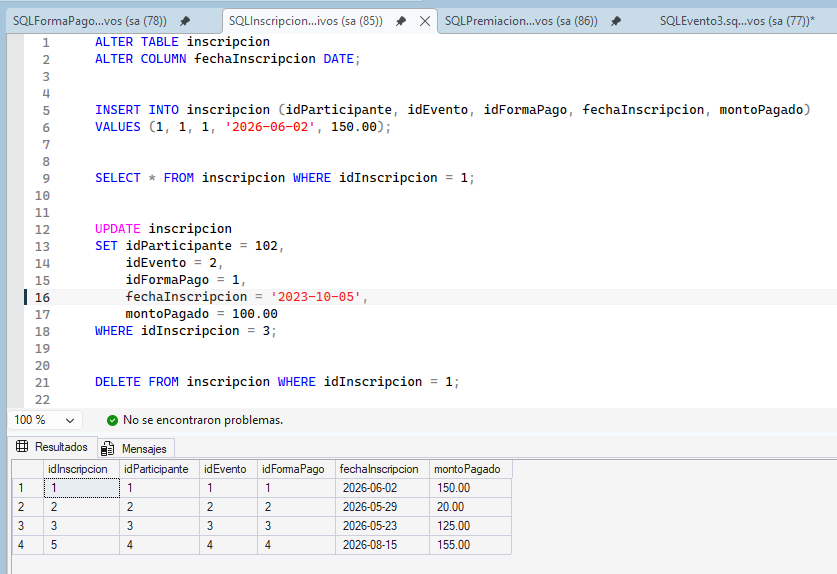 SQLFormaPago...vos (sa (78)) SQLInscripcion...ivos (sa (85)) SQLPremiacion...vos (sa (86)) SQLEvento3.sq...vos (sa (77))*
1 ALTER TABLE inscripcion
2 ALTER COLUMN fechaInscripcion DATE;
3
4
5 INSERT INTO inscripcion (idParticipante, idEvento, idFormaPago, fechaInscripcion, montoPagado)
6 VALUES (1, 1, 1, '2026-06-02', 150.00);
7
8
9 SELECT * FROM inscripcion WHERE idInscripcion = 1;
10
11
12 UPDATE inscripcion
13 SET idParticipante = 102,
14 idEvento = 2,
15 idFormaPago = 1,
16 fechaInscripcion = '2023-10-05',
17 montoPagado = 100.00
18 WHERE idInscripcion = 3;
19
20
21 DELETE FROM inscripcion WHERE idInscripcion = 1;
22
100 % No se encontraron problemas.
Resultados Mensajes
idInscripcion idParticipante idEvento idFormaPago fechaInscripcion montoPagado
1 1 1 1 1 2026-06-02 150.00
2 2 2 2 2 2026-05-29 20.00
3 3 3 3 3 2026-05-23 125.00
4 5 4 4 4 2026-08-15 155.00